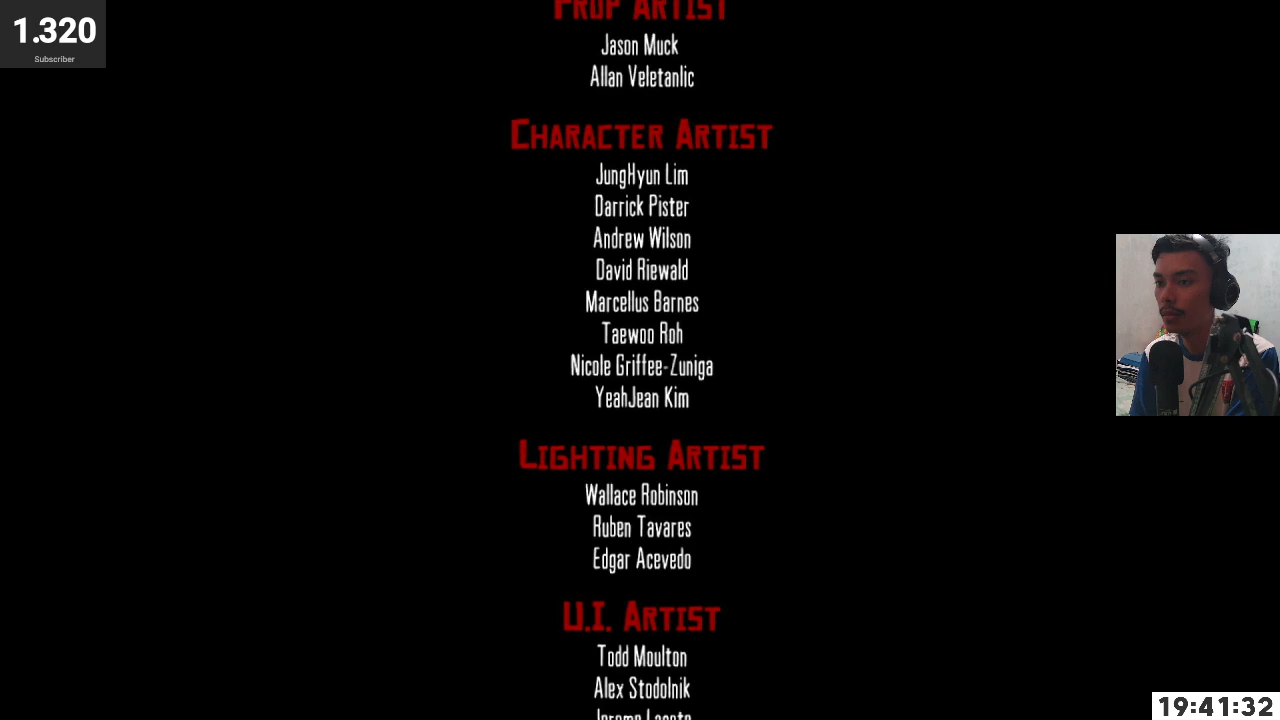 1.320
Subscriber
PROP ARTIST
Jason Muck
Allan Veletanlic
CHARACTER ARTIST
JungHyun Lim
Darrick Pister
Andrew Wilson
David Riewald
Marcellus Barnes
Taewoo Roh
Nicole Griffee-Zuniga
YeahJean Kim
LIGHTING ARTIST
Wallace Robinson
Ruben Tavares
Edgar Acevedo
U.I. ARTIST
Todd Moulton
Alex Stodolnik
19:41:32